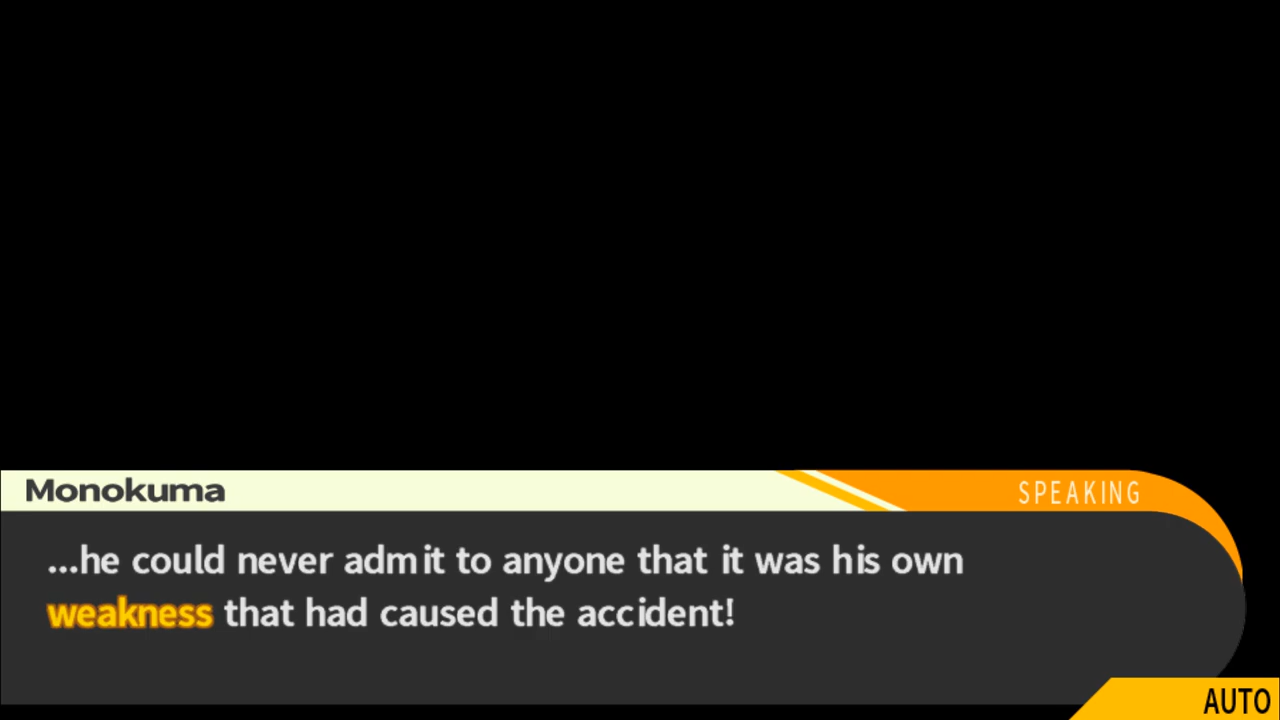 Monokuma
SPEAKING
...he could never admit to anyone that it was his own
weakness that had caused the accident!
AUTO